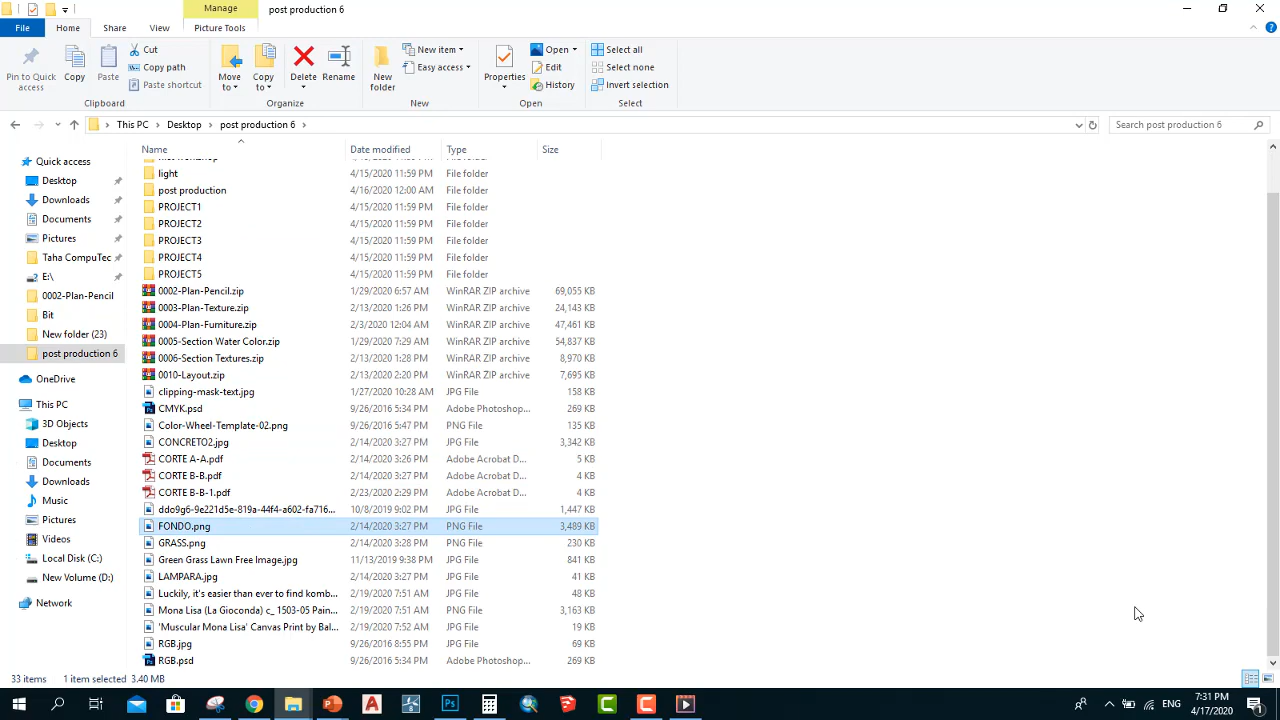 Manage
post production 6
File Home Share View Picture Tools
Pin to Quick access
Copy
Paste
Cut
Copy path
Paste shortcut
Clipboard
Move to
Copy to
Delete
Rename
Organize
New folder
New item
Easy access
New
Properties
Open
Edit
History
Open
Select all
Select none
Invert selection
Select
This PC Desktop post production 6
Search post production 6
Name Date modified Type Size
Quick access
Desktop
Downloads
Documents
Pictures
Taha CompuTec
E:\
0002-Plan-Pencil
Bit
New folder (23)
post production 6
OneDrive
This PC
3D Objects
Desktop
Documents
Downloads
Music
Pictures
Videos
Local Disk (C:)
New Volume (D:)
Network
light 4/15/2020 11:59 PM File folder
post production 4/16/2020 12:00 AM File folder
PROJECT1 4/15/2020 11:59 PM File folder
PROJECT2 4/15/2020 11:59 PM File folder
PROJECT3 4/15/2020 11:59 PM File folder
PROJECT4 4/15/2020 11:59 PM File folder
PROJECT5 4/15/2020 11:59 PM File folder
0002-Plan-Pencil.zip 1/29/2020 6:57 AM WinRAR ZIP archive 69,055 KB
0003-Plan-Texture.zip 2/13/2020 1:26 PM WinRAR ZIP archive 24,143 KB
0004-Plan-Furniture.zip 2/3/2020 12:04 AM WinRAR ZIP archive 47,461 KB
0005-Section Water Color.zip 1/29/2020 7:29 AM WinRAR ZIP archive 54,837 KB
0006-Section Textures.zip 2/13/2020 1:28 PM WinRAR ZIP archive 8,970 KB
0010-Layout.zip 2/13/2020 2:20 PM WinRAR ZIP archive 7,695 KB
clipping-mask-text.jpg 1/27/2020 10:28 AM JPG File 158 KB
CMYK.psd 9/26/2016 5:34 PM Adobe Photoshop... 269 KB
Color-Wheel-Template-02.png 9/26/2016 5:47 PM PNG File 135 KB
CONCRETO2.jpg 2/14/2020 3:27 PM JPG File 3,342 KB
CORTE A-A.pdf 2/14/2020 3:26 PM Adobe Acrobat D... 5 KB
CORTE B-B.pdf 2/14/2020 3:27 PM Adobe Acrobat D... 4 KB
CORTE B-B-1.pdf 2/23/2020 2:29 PM Adobe Acrobat D... 4 KB
ddo9g6-9e221d5e-819a-44f4-a602-fa716... 10/8/2019 9:02 PM JPG File 1,447 KB
FONDO.png 2/14/2020 3:27 PM PNG File 3,489 KB
GRASS.png 2/14/2020 3:28 PM PNG File 230 KB
Green Grass Lawn Free Image.jpg 11/13/2019 9:38 PM JPG File 841 KB
LAMPARA.jpg 2/14/2020 3:27 PM JPG File 41 KB
Luckily, it's easier than ever to find komb... 2/19/2020 7:51 AM JPG File 48 KB
Mona Lisa (La Gioconda) c_ 1503-05 Pain... 2/19/2020 7:51 AM PNG File 3,163 KB
'Muscular Mona Lisa' Canvas Print by Bal... 2/19/2020 7:52 AM JPG File 19 KB
RGB.jpg 9/26/2016 8:55 PM JPG File 69 KB
RGB.psd 9/26/2016 5:34 PM Adobe Photoshop... 269 KB
33 items 1 item selected 3.40 MB
ENG
7:31 PM
4/17/2020